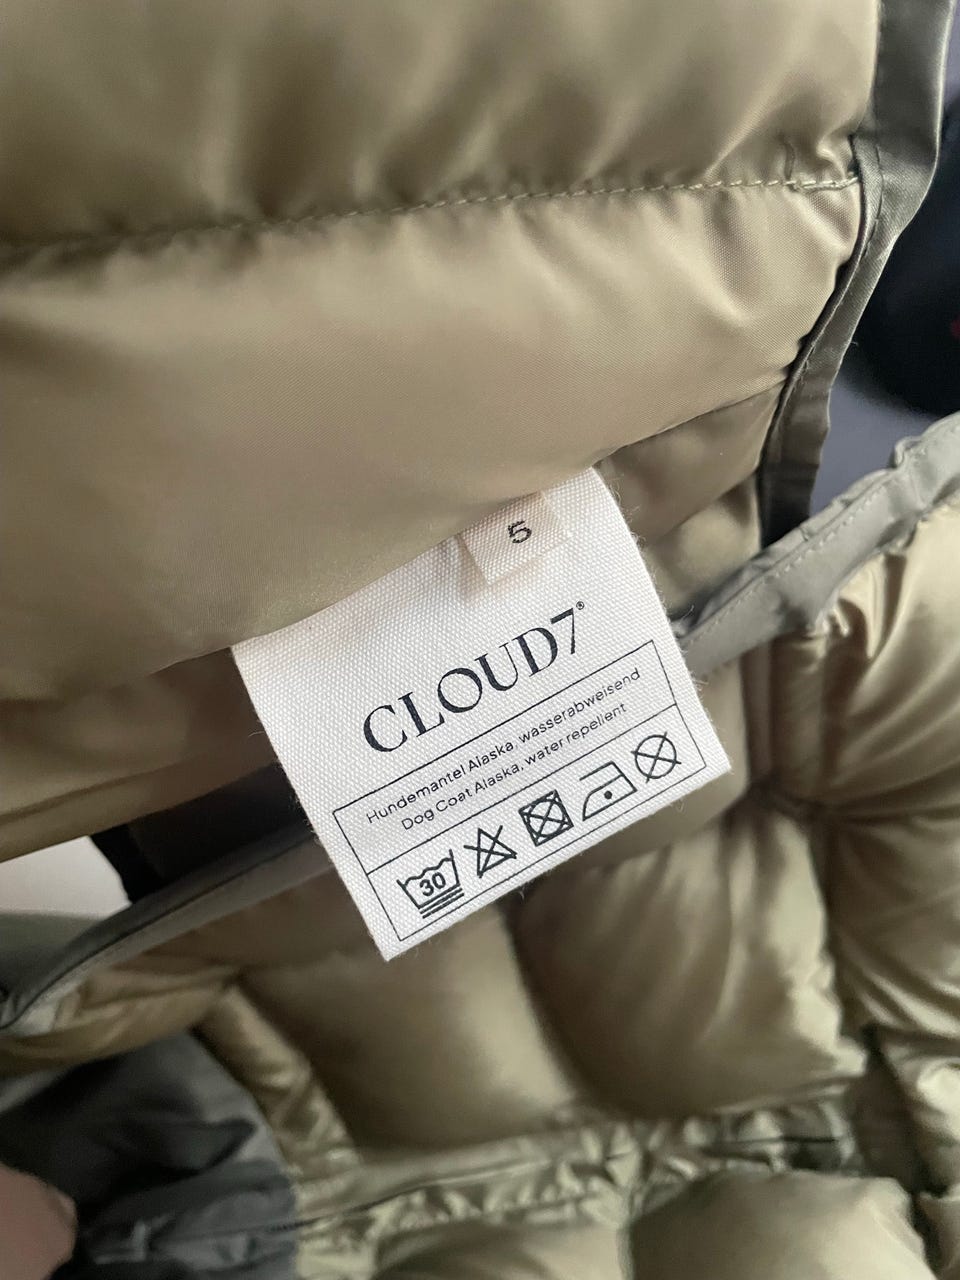 5
CLOUD7®
Hundemantel Alaska, wasserabweisend
Dog Coat Alaska, water repellent
30